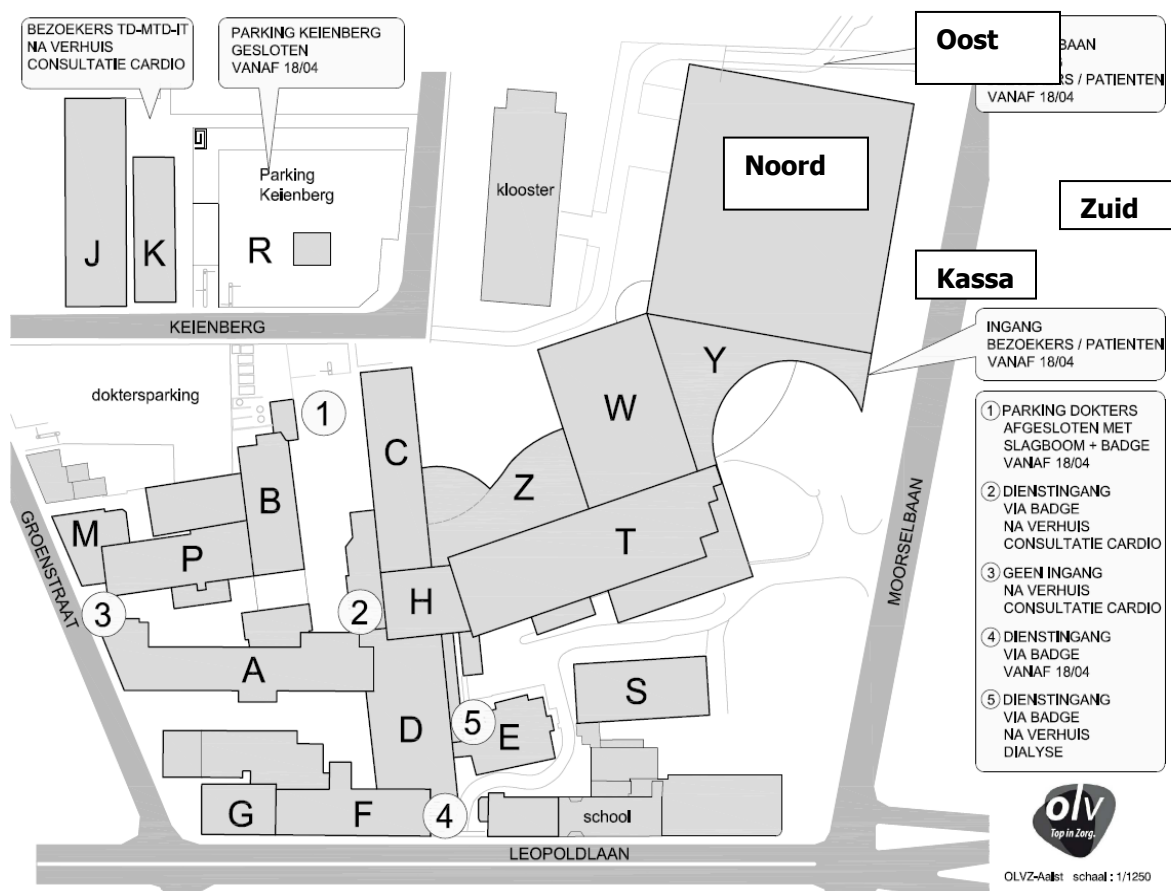 BEZOEKERS TD-MTD-IT
NA VERHUIS
CONSULTATIE CARDIO
PARKING KEIENBERG
GESLOTEN
VANAF 18/04
Oost
BAAN
RS / PATIENTEN
VANAF 18/04
Noord
Zuid
Kassa
klooster
Parking
Keienberg
J
K
R
KEIENBERG
INGANG
BEZOEKERS / PATIENTEN
VANAF 18/04
Y
W
doktersparking
1
C
B
Z
T
M
P
H
GROENSTRAAT
3
2
A
S
5
E
D
G
F
4
school
LEOPOLDLAAN
MOORSELBAAN
1 PARKING DOKTERS
AFGESLOTEN MET
SLAGBOOM + BADGE
VANAF 18/04
2 DIENSTINGANG
VIA BADGE
NA VERHUIS
CONSULTATIE CARDIO
3 GEEN INGANG
NA VERHUIS
CONSULTATIE CARDIO
4 DIENSTINGANG
VIA BADGE
VANAF 18/04
5 DIENSTINGANG
VIA BADGE
NA VERHUIS
DIALYSE
olv
Top in Zorg.
OLVZ-Aalst schaal : 1/1250